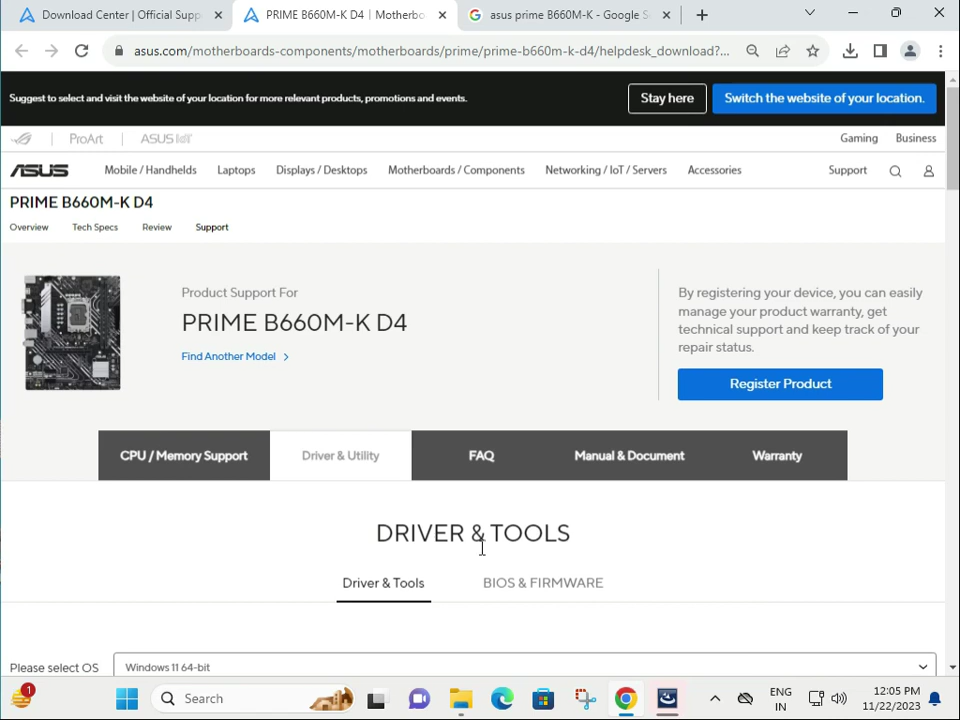 Download Center | Official Supp
PRIME B660M-K D4 | Motherbo
asus prime B660M-K - Google S
asus.com/motherboards-components/motherboards/prime/prime-b660m-k-d4/helpdesk_download?...
Suggest to select and visit the website of your location for more relevant products, promotions and events.
Stay here
Switch the website of your location.
ProArt
ASUS IoT
Gaming
Business
ASUS
Mobile / Handhelds
Laptops
Displays / Desktops
Motherboards / Components
Networking / IoT / Servers
Accessories
Support
PRIME B660M-K D4
Overview
Tech Specs
Review
Support
Product Support For
PRIME B660M-K D4
Find Another Model
By registering your device, you can easily
manage your product warranty, get
technical support and keep track of your
repair status.
Register Product
CPU / Memory Support
Driver & Utility
FAQ
Manual & Document
Warranty
DRIVER & TOOLS
Driver & Tools
BIOS & FIRMWARE
Please select OS
Windows 11 64-bit
1
Search
ENG
IN
12:05 PM
11/22/2023